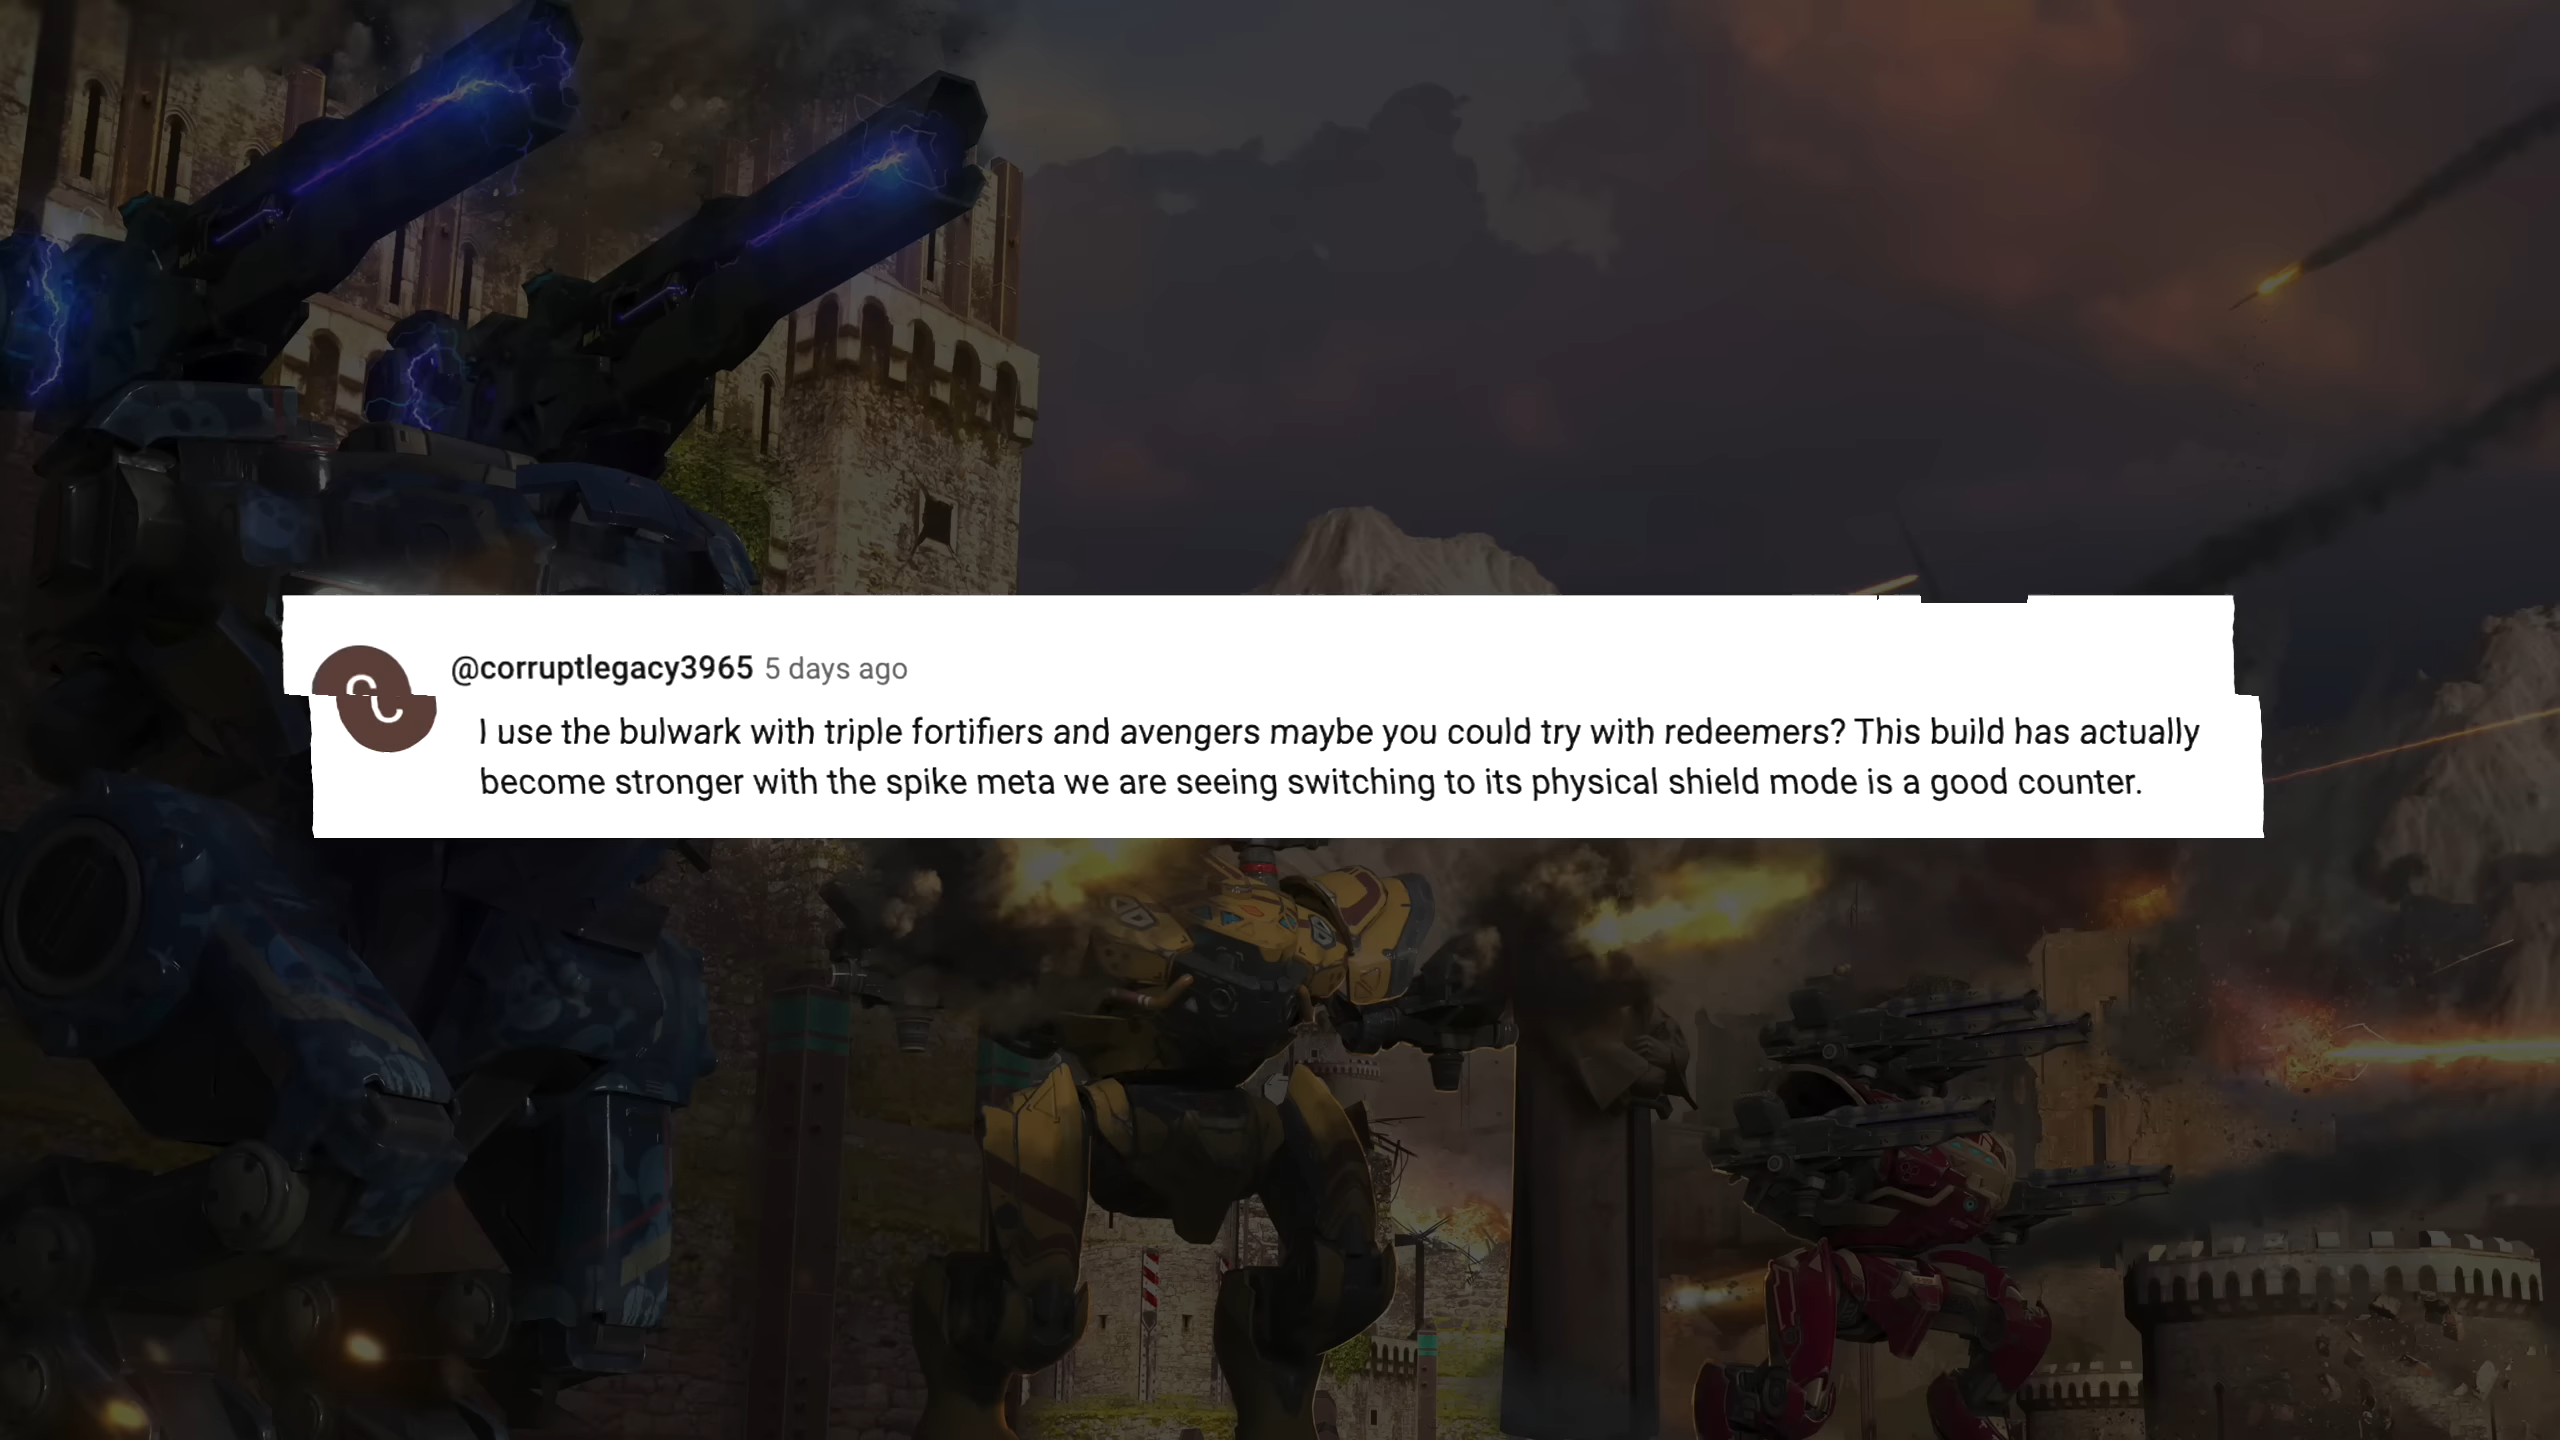 @corruptlegacy3965 5 days ago
I use the bulwark with triple fortifiers and avengers maybe you could try with redeemers? This build has actually
become stronger with the spike meta we are seeing switching to its physical shield mode is a good counter.